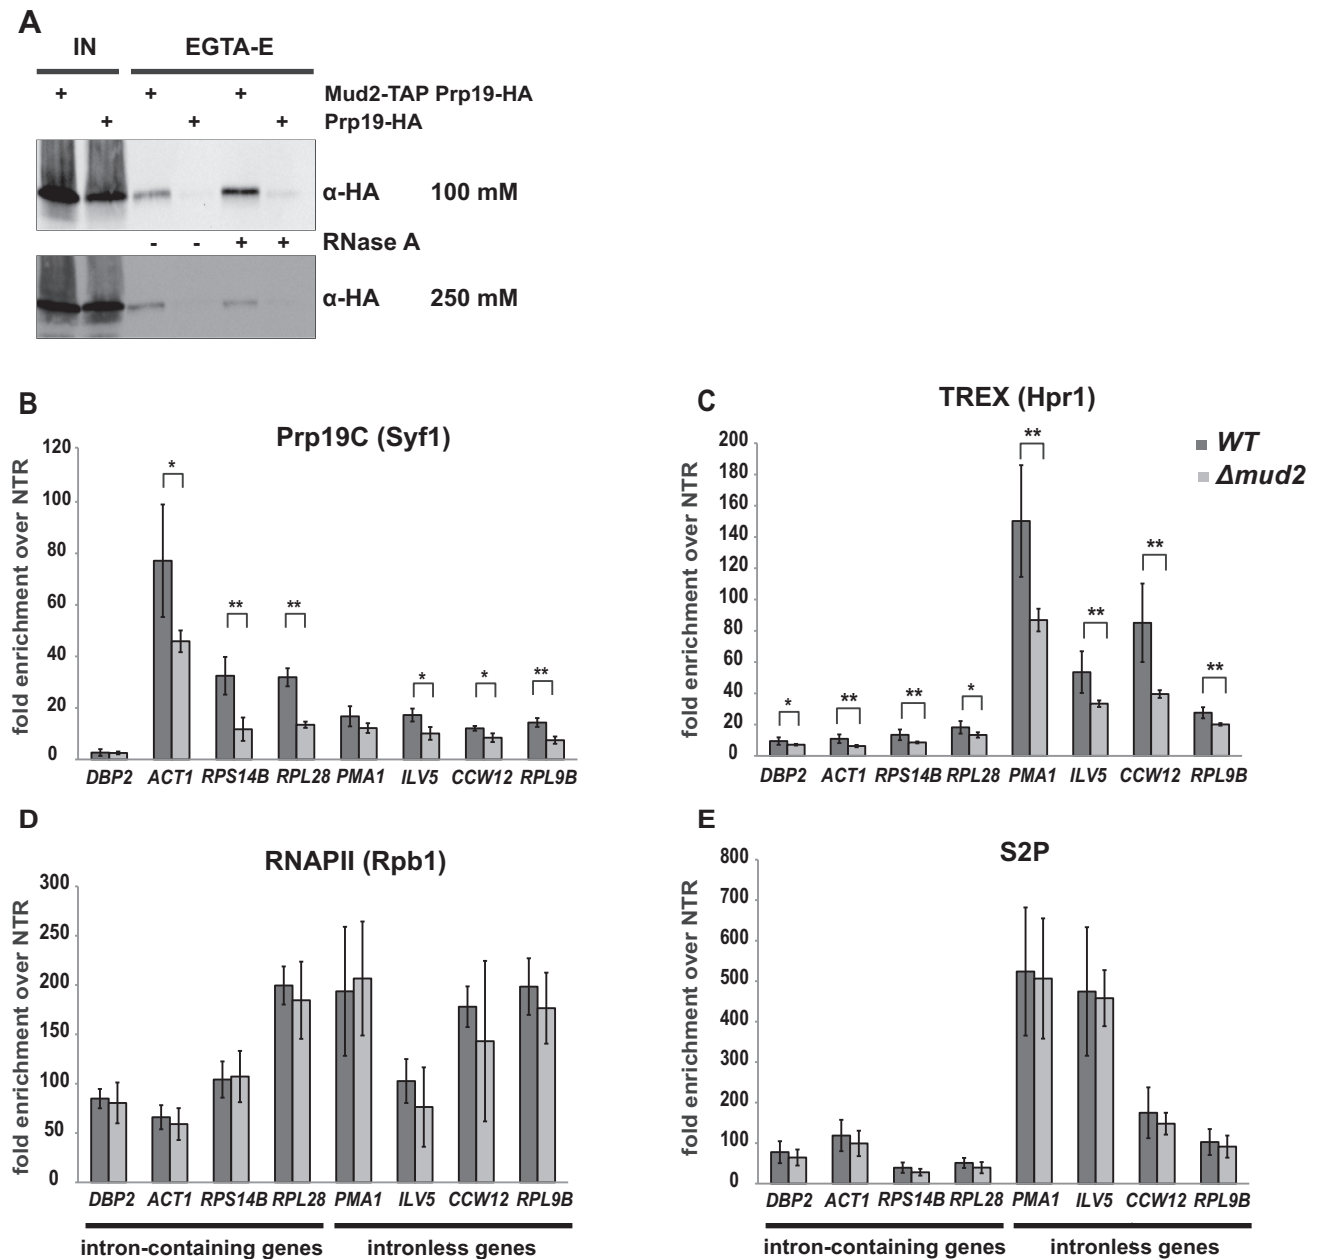 A
IN EGTA-E
+ + + Mud2-TAP Prp19-HA
+ + + Prp19-HA
α-HA 100 mM
- - + + RNase A
α-HA 250 mM
B
Prp19C (Syf1)
fold enrichment over NTR
120
100
80
60
40
20
0
* ** ** * * **
DBP2 ACT1 RPS14B RPL28 PMA1 ILV5 CCW12 RPL9B
C
TREX (Hpr1)
WT
Δmud2
fold enrichment over NTR
200
180
160
140
120
100
80
60
40
20
0
* ** ** * ** ** ** **
DBP2 ACT1 RPS14B RPL28 PMA1 ILV5 CCW12 RPL9B
D
RNAPII (Rpb1)
fold enrichment over NTR
300
250
200
150
100
50
0
DBP2 ACT1 RPS14B RPL28 PMA1 ILV5 CCW12 RPL9B
intron-containing genes intronless genes
E
S2P
fold enrichment over NTR
800
700
600
500
400
300
200
100
0
DBP2 ACT1 RPS14B RPL28 PMA1 ILV5 CCW12 RPL9B
intron-containing genes intronless genes